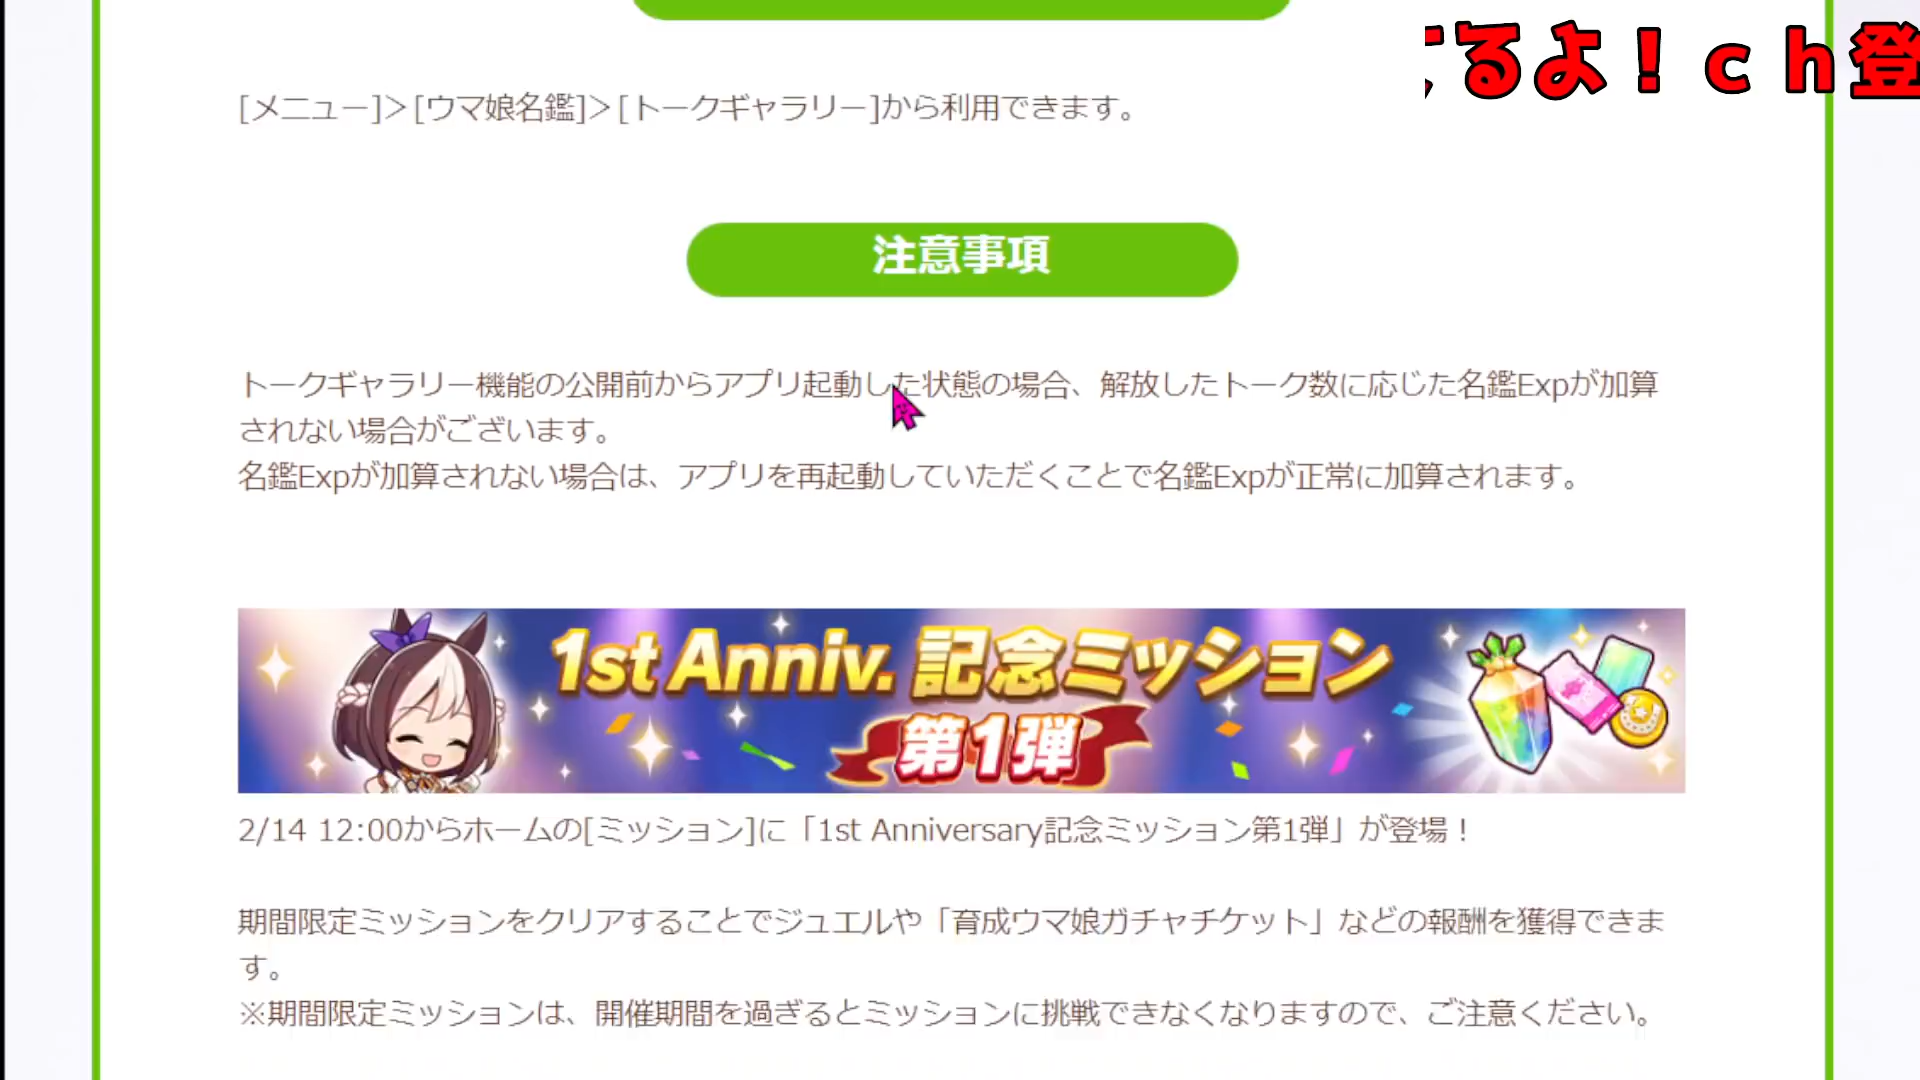 るよ！ｃｈ登
[メニュー]＞[ウマ娘名鑑]＞[トークギャラリー]から利用できます。
注意事項
トークギャラリー機能の公開前からアプリ起動した状態の場合、解放したトーク数に応じた名鑑Expが加算
されない場合がございます。
名鑑Expが加算されない場合は、アプリを再起動していただくことで名鑑Expが正常に加算されます。
1st Anniv. 記念ミッション
第1弾
2/14 12:00からホームの[ミッション]に「1st Anniversary記念ミッション第1弾」が登場！
期間限定ミッションをクリアすることでジュエルや「育成ウマ娘ガチャチケット」などの報酬を獲得できま
す。
※期間限定ミッションは、開催期間を過ぎるとミッションに挑戦できなくなりますので、ご注意ください。